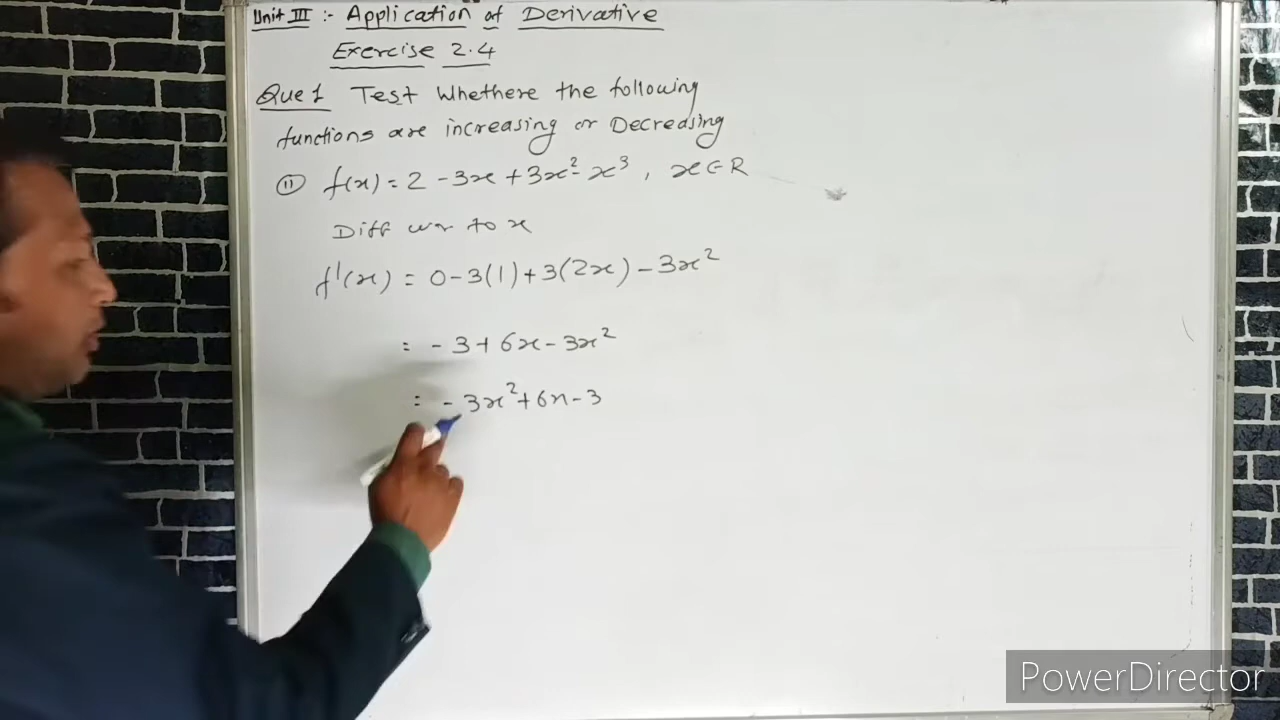 Unit III :- Application of Derivative
Exercise 2.4
Que 1 Test Whethere the following
functions are increasing or Decreasing
(ii) f(x) = 2 - 3x + 3x² - x³, x ∈ R
Diff wr to x
f'(x) = 0 - 3(1) + 3(2x) - 3x²
= - 3 + 6x - 3x²
= - 3x² + 6x - 3
PowerDirector